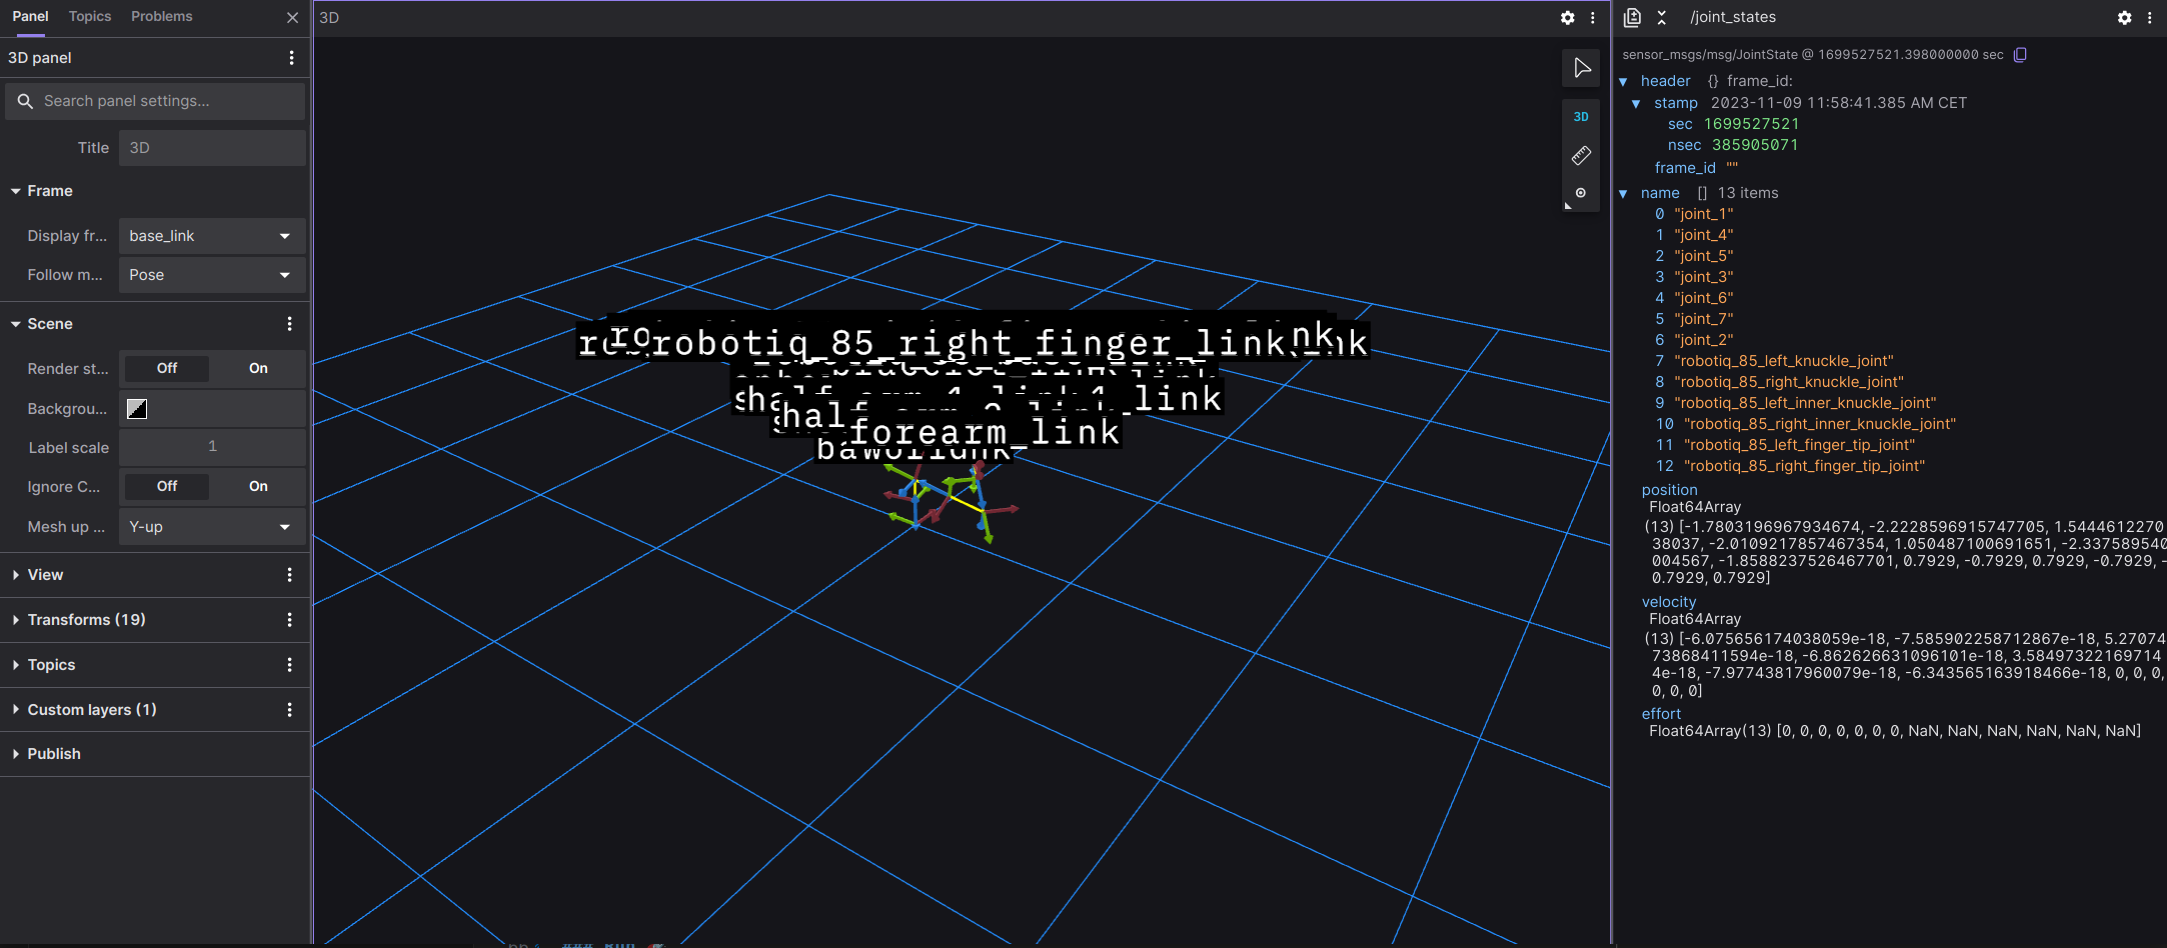 Panel Topics Problems
3D panel
Search panel settings...
Title 3D
Frame
Display fr... base_link
Follow m... Pose
Scene
Render st... Off On
Backgrou...
Label scale 1
Ignore C... Off On
Mesh up ... Y-up
View
Transforms (19)
Topics
Custom layers (1)
Publish
3D
3D
robotiq_85_right_finger_link
forearm_link
/joint_states
sensor_msgs/msg/JointState @ 1699527521.398000000 sec
header {} frame_id:
stamp 2023-11-09 11:58:41.385 AM CET
sec 1699527521
nsec 385905071
frame_id ""
name [] 13 items
0 "joint_1"
1 "joint_4"
2 "joint_5"
3 "joint_3"
4 "joint_6"
5 "joint_7"
6 "joint_2"
7 "robotiq_85_left_knuckle_joint"
8 "robotiq_85_right_knuckle_joint"
9 "robotiq_85_left_inner_knuckle_joint"
10 "robotiq_85_right_inner_knuckle_joint"
11 "robotiq_85_left_finger_tip_joint"
12 "robotiq_85_right_finger_tip_joint"
position
Float64Array
(13) [-1.7803196967934674, -2.2228596915747705, 1.5444612270
38037, -2.0109217857467354, 1.050487100691651, -2.337589540
004567, -1.8588237526467701, 0.7929, -0.7929, 0.7929, -0.7929, -
0.7929, 0.7929]
velocity
Float64Array
(13) [-6.075656174038059e-18, -7.585902258712867e-18, 5.27074
73868411594e-18, -6.862626631096101e-18, 3.58497322169714
4e-18, -7.97743817960079e-18, -6.343565163918466e-18, 0, 0, 0,
0, 0, 0]
effort
Float64Array(13) [0, 0, 0, 0, 0, 0, 0, NaN, NaN, NaN, NaN, NaN, NaN]